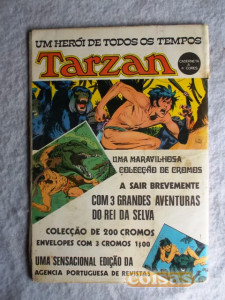 UM HERÓI DE TODOS OS TEMPOS
Tarzan
UMA MARAVILHOSA
COLECÇÃO DE CROMOS
A SAIR BREVEMENTE
COM 3 GRANDES AVENTURAS
DO REI DA SELVA
COLECÇÃO DE 200 CROMOS
ENVELOPES COM 3 CROMOS 1$00
UMA SENSACIONAL EDIÇÃO DA
AGENCIA PORTUGUESA DE REVISTAS
coisas